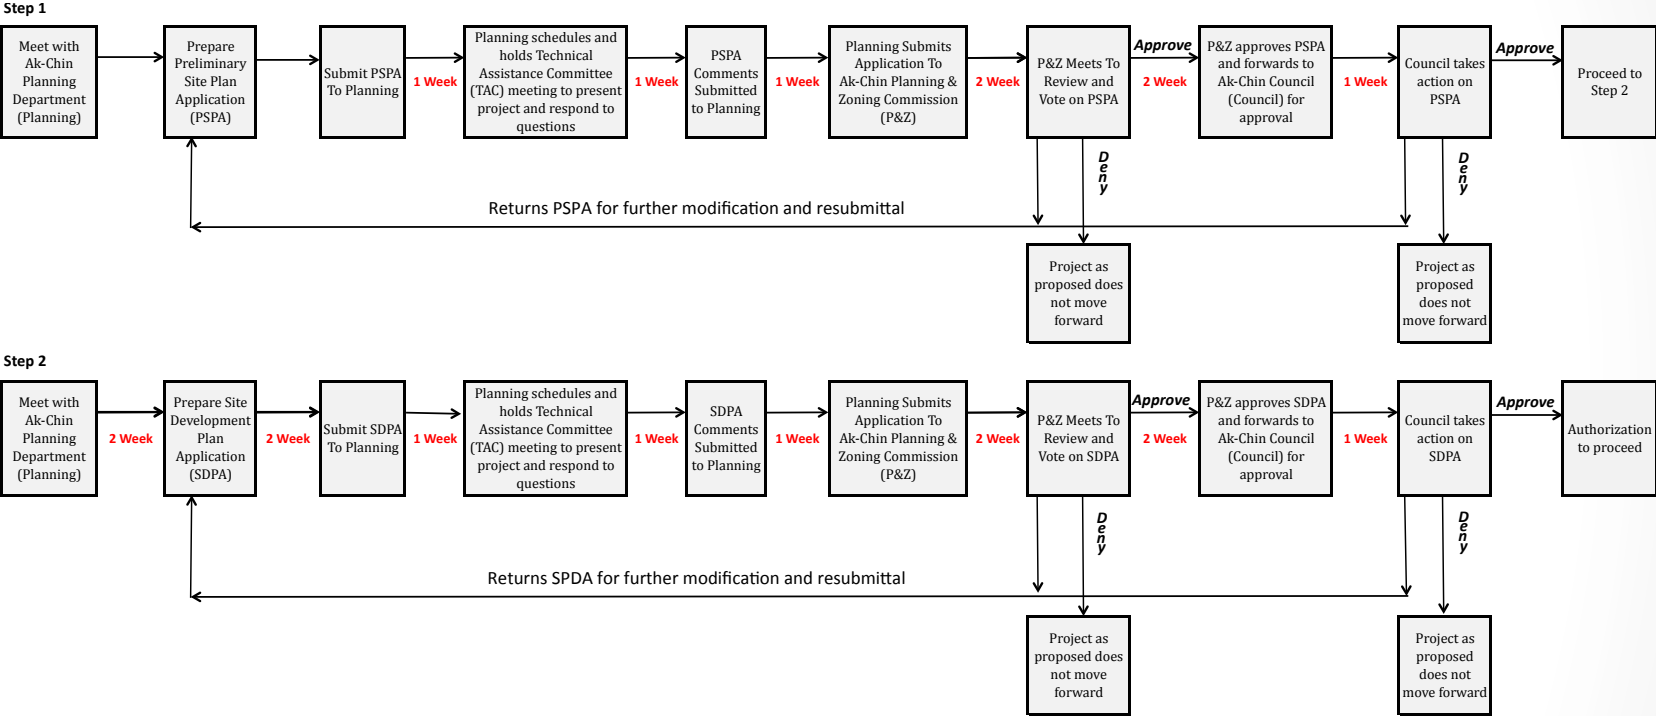 Step 1
Meet with
Ak-Chin
Planning
Department
(Planning)
Prepare
Preliminary
Site Plan
Application
(PSPA)
Submit PSPA
To Planning
1 Week
Planning schedules and
holds Technical
Assistance Committee
(TAC) meeting to present
project and respond to
questions
1 Week
PSPA
Comments
Submitted
to Planning
1 Week
Planning Submits
Application To
Ak-Chin Planning &
Zoning Commission
(P&Z)
2 Week
P&Z Meets To
Review and
Vote on PSPA
Approve
2 Week
P&Z approves PSPA
and forwards to
Ak-Chin Council
(Council) for
approval
1 Week
Council takes
action on
PSPA
Approve
Proceed to
Step 2
Deny
Deny
Returns PSPA for further modification and resubmittal
Project as
proposed does
not move
forward
Project as
proposed
does not
move forward
Step 2
Meet with
Ak-Chin
Planning
Department
(Planning)
2 Week
Prepare Site
Development
Plan
Application
(SDPA)
2 Week
Submit SDPA
To Planning
1 Week
Planning schedules and
holds Technical
Assistance Committee
(TAC) meeting to present
project and respond to
questions
1 Week
SDPA
Comments
Submitted
to Planning
1 Week
Planning Submits
Application To
Ak-Chin Planning &
Zoning Commission
(P&Z)
2 Week
P&Z Meets To
Review and
Vote on SDPA
Approve
2 Week
P&Z approves SDPA
and forwards to
Ak-Chin Council
(Council) for
approval
1 Week
Council takes
action on
SDPA
Approve
Authorization
to proceed
Deny
Deny
Returns SPDA for further modification and resubmittal
Project as
proposed does
not move
forward
Project as
proposed
does not
move forward